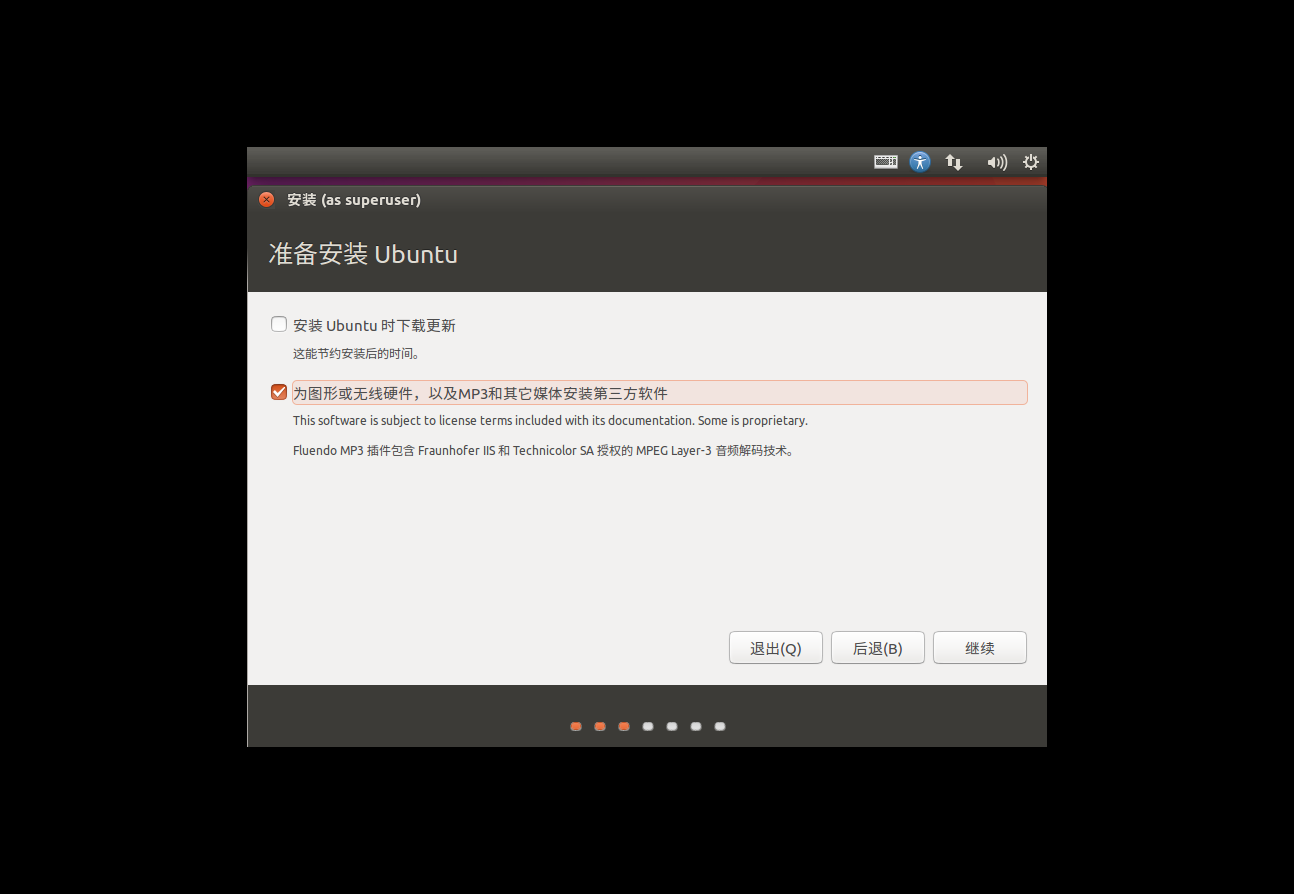 安装 (as superuser)
准备安装 Ubuntu
安装 Ubuntu 时下载更新
这能节约安装后的时间。
为图形或无线硬件，以及MP3和其它媒体安装第三方软件
This software is subject to license terms included with its documentation. Some is proprietary.
Fluendo MP3 插件包含 Fraunhofer IIS 和 Technicolor SA 授权的 MPEG Layer-3 音频解码技术。
退出(Q) 后退(B) 继续